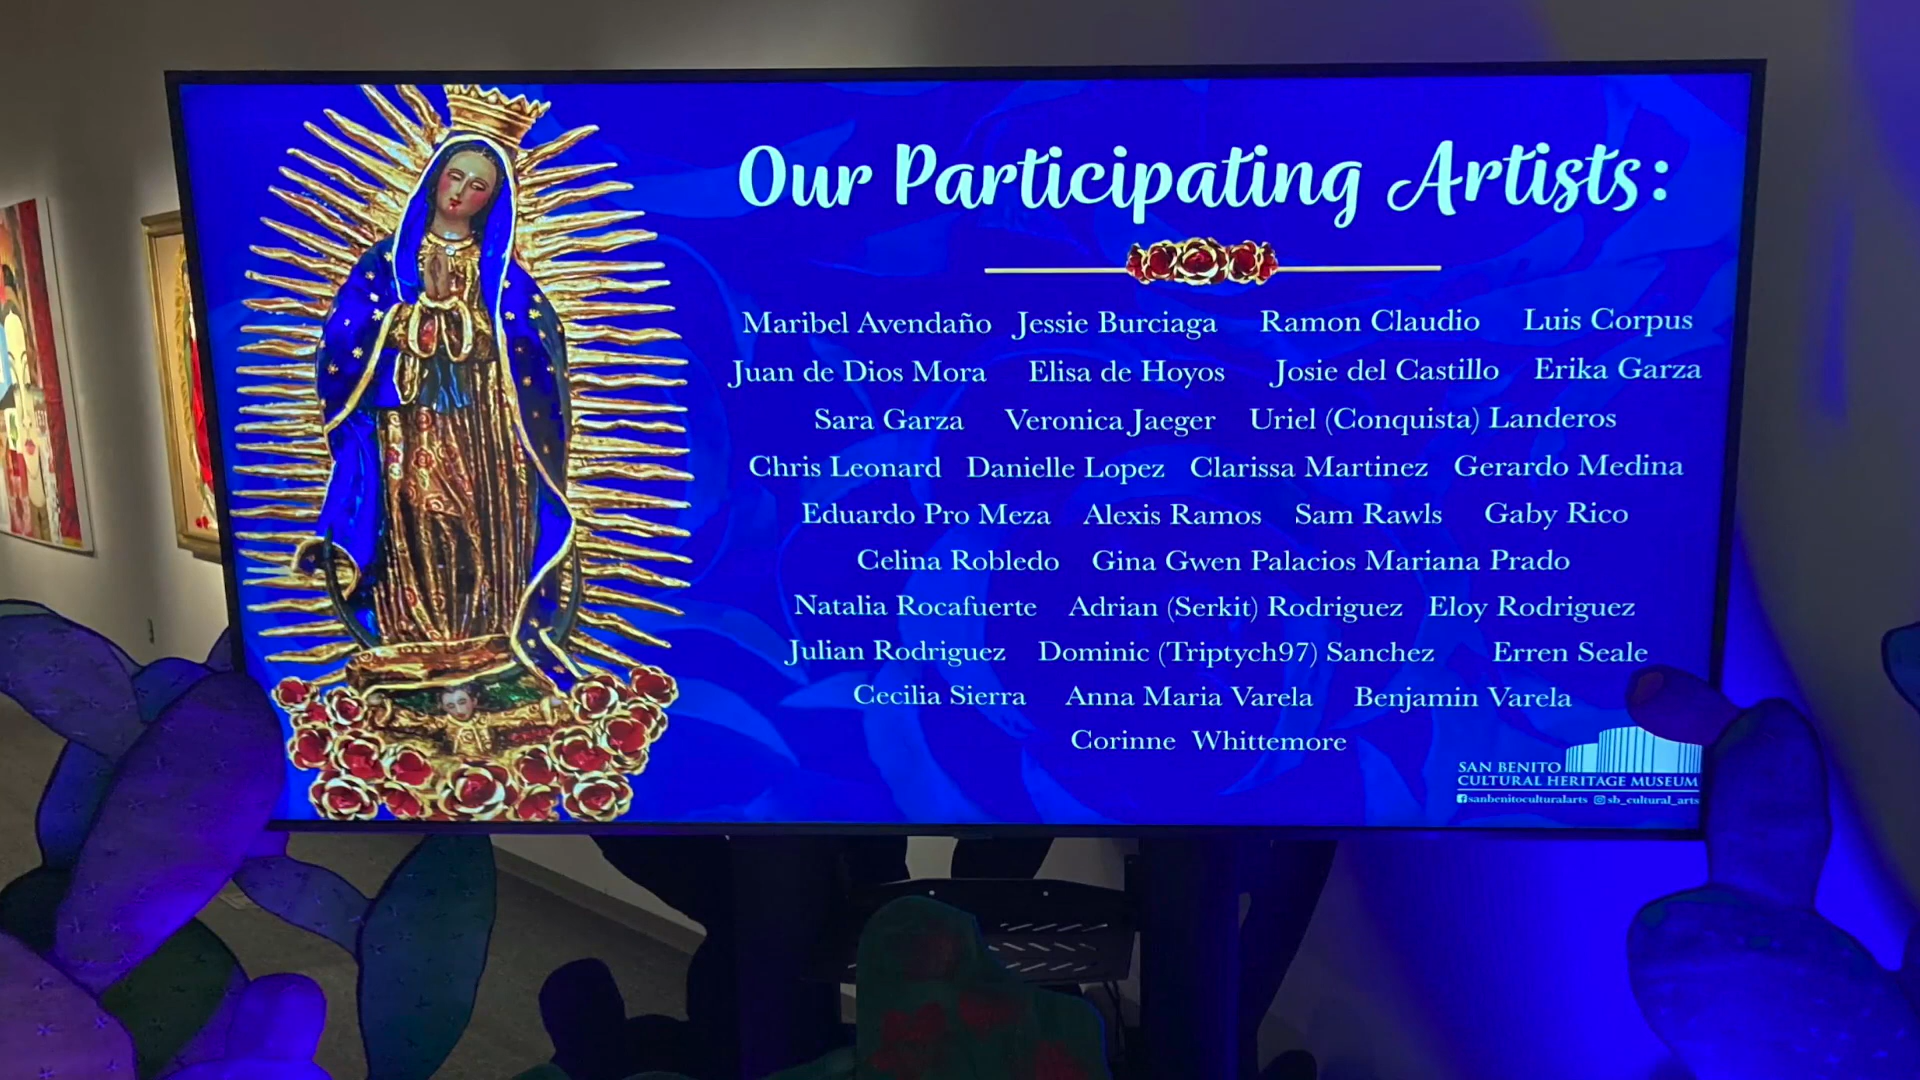 Our Participating Artists:
Maribel Avendaño Jessie Burciaga Ramon Claudio Luis Corpus
Juan de Dios Mora Elisa de Hoyos Josie del Castillo Erika Garza
Sara Garza Veronica Jaeger Uriel (Conquista) Landeros
Chris Leonard Danielle Lopez Clarissa Martinez Gerardo Medina
Eduardo Pro Meza Alexis Ramos Sam Rawls Gaby Rico
Celina Robledo Gina Gwen Palacios Mariana Prado
Natalia Rocafuerte Adrian (Serkit) Rodriguez Eloy Rodriguez
Julian Rodriguez Dominic (Triptych97) Sanchez Erren Seale
Cecilia Sierra Anna Maria Varela Benjamin Varela
Corinne Whittemore
SAN BENITO
CULTURAL HERITAGE MUSEUM
sanbenitoculturalarts sb_cultural_arts